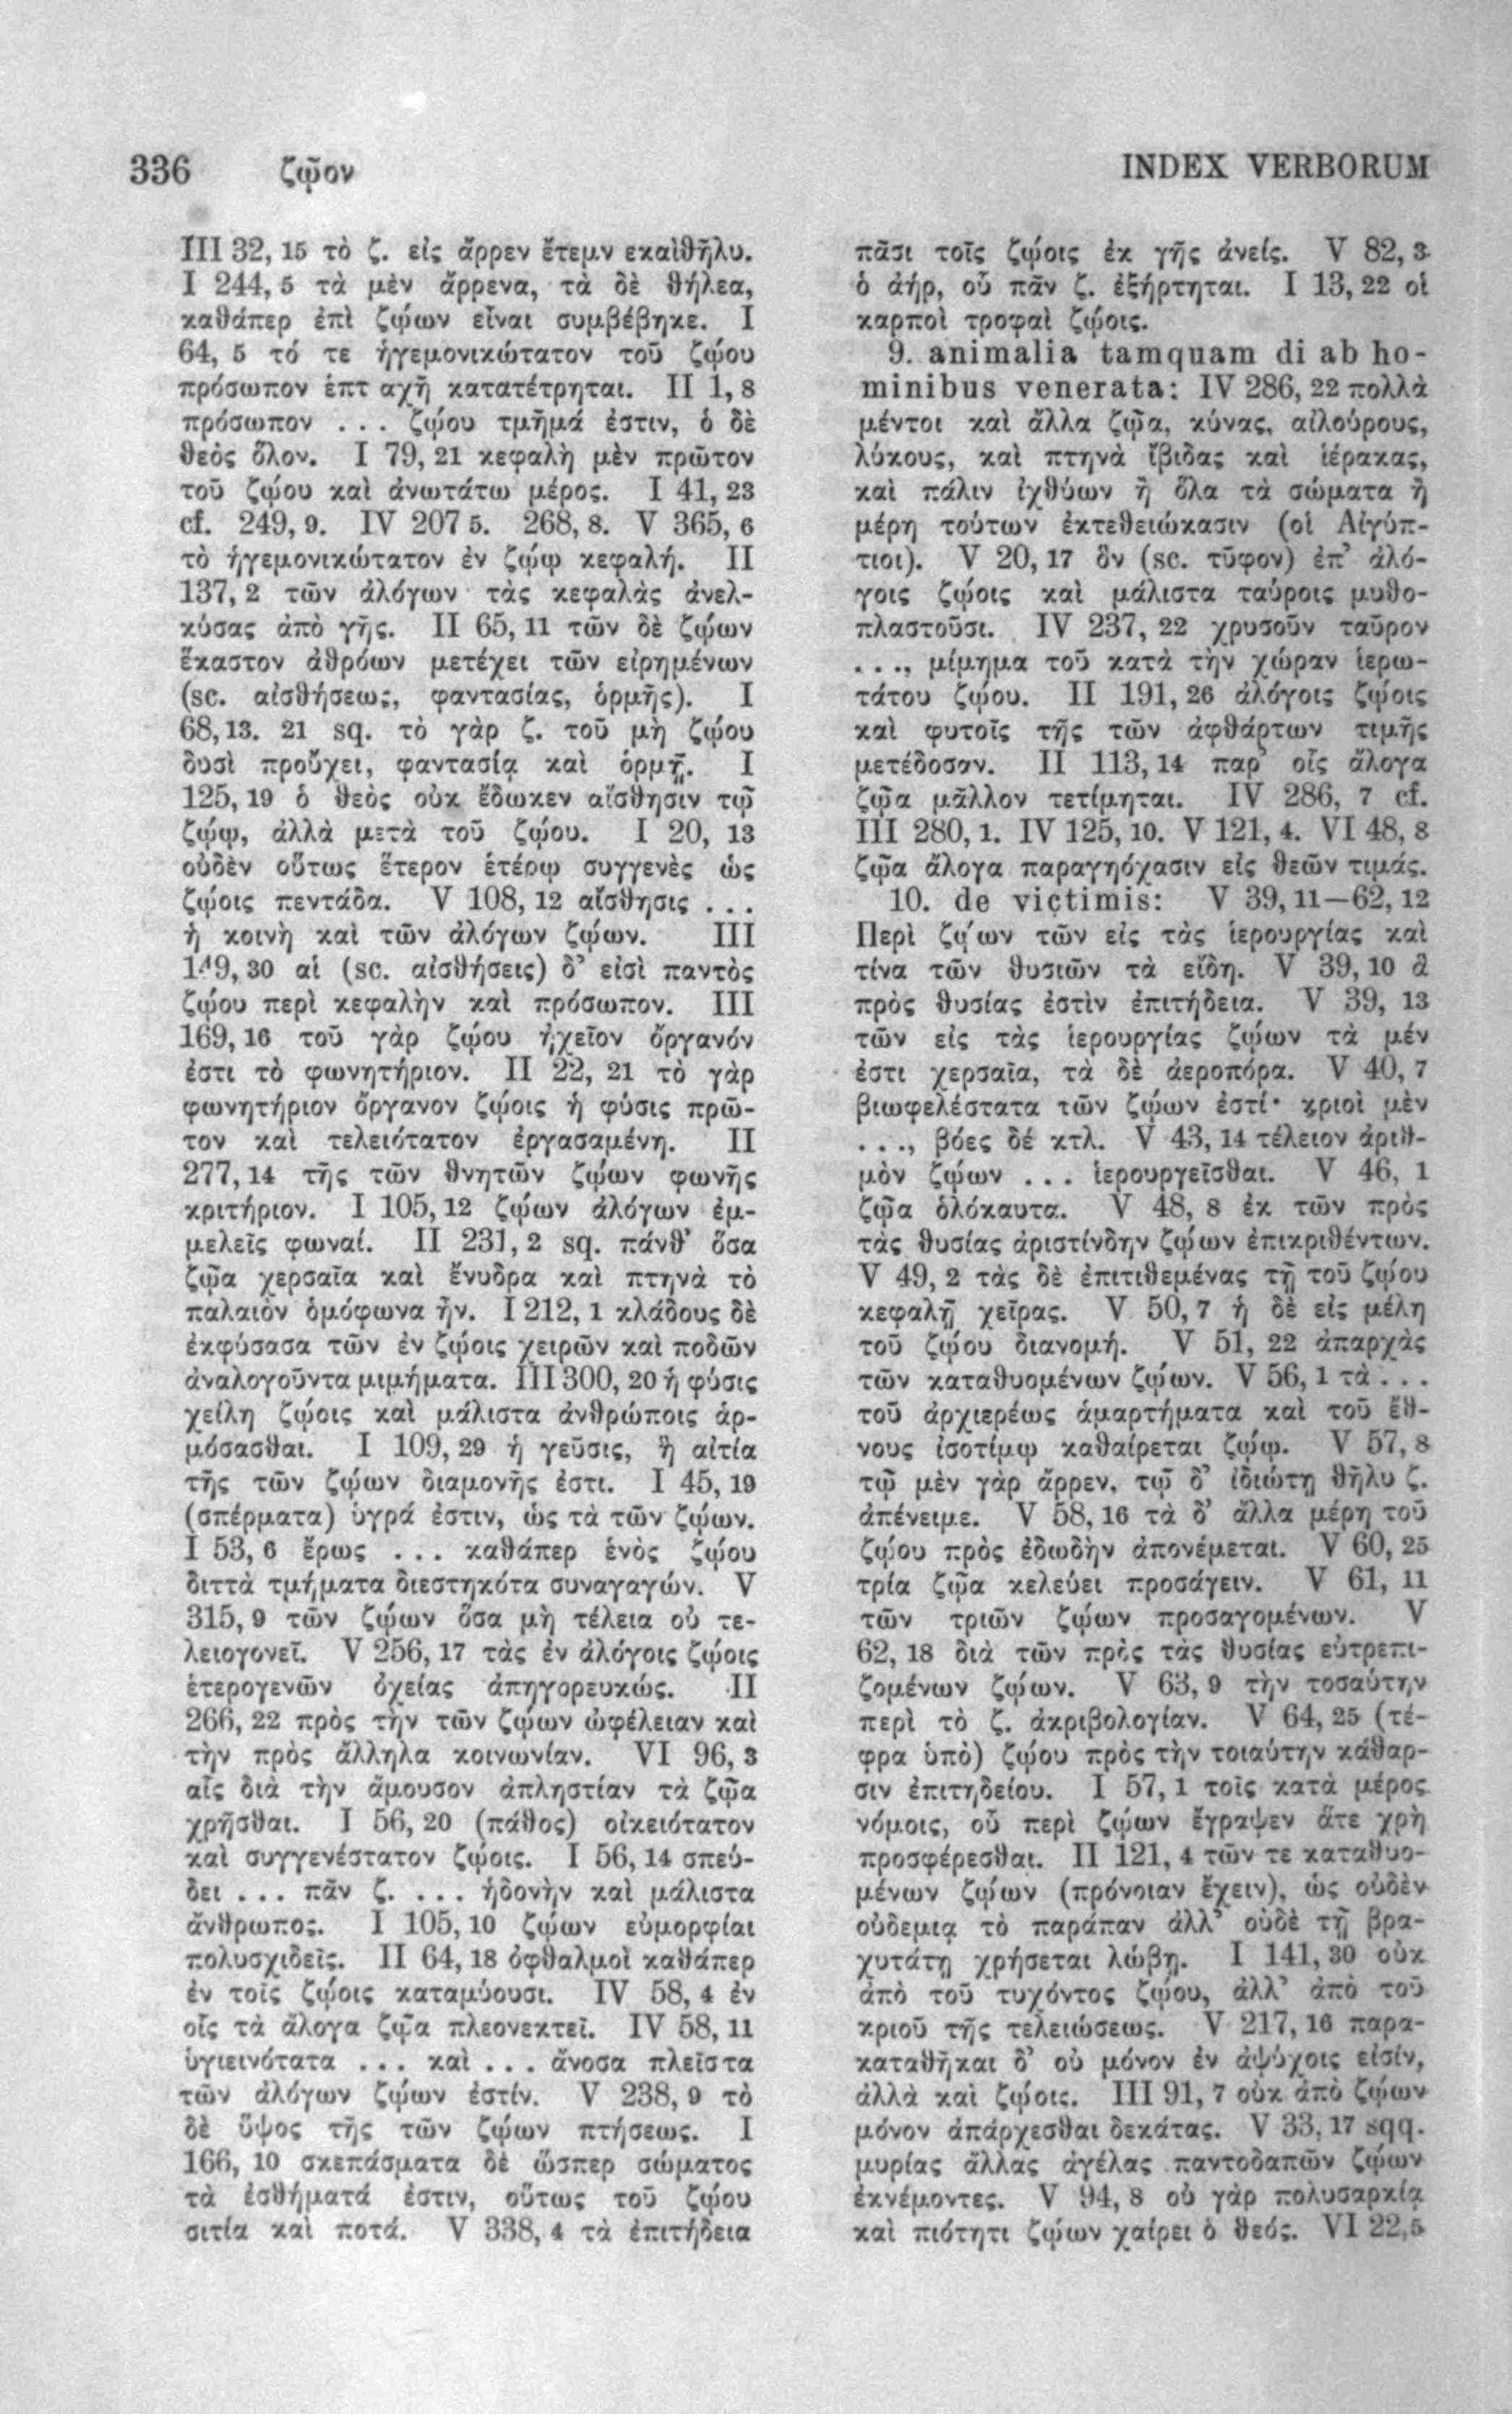 336 ζῷον INDEX VERBORUM
III 32, 15 τὸ ζ. εἰς ἄρρεν ἔτεμν εκαὶθῆλυ.
I 244, 5 τὰ μὲν ἄρρενα, τὰ δὲ θήλεα,
καθάπερ ἐπὶ ζῴων εἶναι συμβέβηκε. I
64, 5 τό τε ἡγεμονικώτατον τοῦ ζῴου
πρόσωπον ἑπτ αχῆ κατατέτρηται. II 1, 8
πρόσωπον . . . ζῴου τμῆμά ἐστιν, ὁ δὲ
θεὸς ὅλον. I 79, 21 κεφαλὴ μὲν πρῶτον
τοῦ ζῴου καὶ ἀνωτάτω μέρος. I 41, 23
cf. 249, 9. IV 207 5. 268, 8. V 365, 6
τὸ ἡγεμονικώτατον ἐν ζῴῳ κεφαλή. II
137, 2 τῶν ἀλόγων τὰς κεφαλὰς ἀνελ-
κύσας ἀπὸ γῆς. II 65, 11 τῶν δὲ ζῴων
ἕκαστον ἀθρόων μετέχει τῶν εἰρημένων
(sc. αἰσθήσεως, φαντασίας, ὁρμῆς). I
68, 13. 21 sq. τὸ γὰρ ζ. τοῦ μὴ ζῴου
δυσὶ προὔχει, φαντασίᾳ καὶ ὁρμῇ. I
125, 19 ὁ θεὸς οὐκ ἔδωκεν αἴσθησιν τῷ
ζῴῳ, ἀλλὰ μετὰ τοῦ ζῴου. I 20, 13
οὐδὲν οὕτως ἕτερον ἑτέρῳ συγγενὲς ὡς
ζῴοις πεντάδα. V 108, 12 αἴσθησις . . .
ἡ κοινὴ καὶ τῶν ἀλόγων ζῴων. III
149, 30 αἱ (sc. αἰσθήσεις) δ’ εἰσὶ παντὸς
ζῴου περὶ κεφαλὴν καὶ πρόσωπον. III
169, 16 τοῦ γὰρ ζῴου ἠχεῖον ὄργανόν
ἐστι τὸ φωνητήριον. II 22, 21 τὸ γὰρ
φωνητήριον ὄργανον ζῴοις ἡ φύσις πρῶ-
τον καὶ τελειότατον ἐργασαμένη. II
277, 14 τῆς τῶν θνητῶν ζῴων φωνῆς
κριτήριον. I 105, 12 ζῴων ἀλόγων ἐμ-
μελεῖς φωναί. II 231, 2 sq. πάνθ’ ὅσα
ζῷα χερσαῖα καὶ ἔνυδρα καὶ πτηνὰ τὸ
παλαιὸν ὁμόφωνα ἦν. I 212, 1 κλάδους δὲ
ἐκφύσασα τῶν ἐν ζῴοις χειρῶν καὶ ποδῶν
ἀναλογοῦντα μιμήματα. III 300, 20 ἡ φύσις
χείλη ζῴοις καὶ μάλιστα ἀνθρώποις ἁρ-
μόσασθαι. I 109, 29 ἡ γεῦσις, ἣ αἰτία
τῆς τῶν ζῴων διαμονῆς ἐστι. I 45, 19
(σπέρματα) ὑγρά ἐστιν, ὡς τὰ τῶν ζῴων.
I 53, 6 ἔρως . . . καθάπερ ἑνὸς ζῴου
διττὰ τμήματα διεστηκότα συναγαγών. V
315, 9 τῶν ζῴων ὅσα μὴ τέλεια οὐ τε-
λειογονεῖ. V 256, 17 τὰς ἐν ἀλόγοις ζῴοις
ἑτερογενῶν ὀχείας ἀπηγορευκώς. II
266, 22 πρὸς τὴν τῶν ζῴων ὠφέλειαν καὶ
τὴν πρὸς ἄλληλα κοινωνίαν. VI 96, 3
αἷς διὰ τὴν ἄμουσον ἀπληστίαν τὰ ζῷα
χρῆσθαι. I 56, 20 (πάθος) οἰκειότατον
καὶ συγγενέστατον ζῴοις. I 56, 14 σπεύ-
δει . . . πᾶν ζ. . . . ἡδονὴν καὶ μάλιστα
ἄνθρωπος. I 105, 10 ζῴων εὐμορφίαι
πολυσχιδεῖς. II 64, 18 ὀφθαλμοὶ καθάπερ
ἐν τοῖς ζῴοις καταμύουσι. IV 58, 4 ἐν
οἷς τὰ ἄλογα ζῷα πλεονεκτεῖ. IV 58, 11
ὑγιεινότατα . . . καὶ . . . ἄνοσα πλεῖστα
τῶν ἀλόγων ζῴων ἐστίν. V 238, 9 τὸ
δὲ ὕψος τῆς τῶν ζῴων πτήσεως. I
166, 10 σκεπάσματα δὲ ὥσπερ σώματος
τὰ ἐσθήματά ἐστιν, οὕτως τοῦ ζῴου
σιτία καὶ ποτά. V 338, 4 τὰ ἐπιτήδεια
πᾶσι τοῖς ζῴοις ἐκ γῆς ἀνείς. V 82, 3
ὁ ἀήρ, οὗ πᾶν ζ. ἐξήρτηται. I 13, 22 οἱ
καρποὶ τροφαὶ ζῴοις.
9. animalia tamquam di ab ho-
minibus venerata: IV 286, 22 πολλὰ
μέντοι καὶ ἄλλα ζῷα, κύνας, αἰλούρους,
λύκους, καὶ πτηνὰ ἴβιδας καὶ ἱέρακας,
καὶ πάλιν ἰχθύων ἢ ὅλα τὰ σώματα ἢ
μέρη τούτων ἐκτεθειώκασιν (οἱ Αἰγύπ-
τιοι). V 20, 17 ὃν (sc. τῦφον) ἐπ’ ἀλό-
γοις ζῴοις καὶ μάλιστα ταύροις μυθο-
πλαστοῦσι. IV 237, 22 χρυσοῦν ταῦρον
. . ., μίμημα τοῦ κατὰ τὴν χώραν ἱερω-
τάτου ζῴου. II 191, 26 ἀλόγοις ζῴοις
καὶ φυτοῖς τῆς τῶν ἀφθάρτων τιμῆς
μετέδοσαν. II 113, 14 παρ’ οἷς ἄλογα
ζῷα μᾶλλον τετίμηται. IV 286, 7 cf.
III 280, 1. IV 125, 10. V 121, 4. VI 48, 8
ζῷα ἄλογα παραγηόχασιν εἰς θεῶν τιμάς.
10. de victimis: V 39, 11—62, 12
Περὶ ζῴων τῶν εἰς τὰς ἱερουργίας καὶ
τίνα τῶν θυσιῶν τὰ εἴδη. V 39, 10 ἃ
πρὸς θυσίας ἐστὶν ἐπιτήδεια. V 39, 13
τῶν εἰς τὰς ἱερουργίας ζῴων τὰ μέν
ἐστι χερσαῖα, τὰ δὲ ἀεροπόρα. V 40, 7
βιωφελέστατα τῶν ζῴων ἐστί· κριοὶ μὲν
. . ., βόες δέ κτλ. V 43, 14 τέλειον ἀριθ-
μὸν ζῴων . . . ἱερουργεῖσθαι. V 46, 1
ζῷα ὁλόκαυτα. V 48, 8 ἐκ τῶν πρὸς
τὰς θυσίας ἀριστίνδην ζῴων ἐπικριθέντων.
V 49, 2 τὰς δὲ ἐπιτιθεμένας τῇ τοῦ ζῴου
κεφαλῇ χεῖρας. V 50, 7 ἡ δὲ εἰς μέλη
τοῦ ζῴου διανομή. V 51, 22 ἀπαρχὰς
τῶν καταθυομένων ζῴων. V 56, 1 τὰ . . .
τοῦ ἀρχιερέως ἁμαρτήματα καὶ τοῦ ἔθ-
νους ἰσοτίμῳ καθαίρεται ζῴῳ. V 57, 8
τῷ μὲν γὰρ ἄρρεν, τῷ δ’ ἰδιώτῃ θῆλυ ζ.
ἀπένειμε. V 58, 16 τὰ δ’ ἄλλα μέρη τοῦ
ζῴου πρὸς ἐδωδὴν ἀπονέμεται. V 60, 25
τρία ζῷα κελεύει προσάγειν. V 61, 11
τῶν τριῶν ζῴων προσαγομένων. V
62, 18 διὰ τῶν πρὸς τὰς θυσίας εὐτρεπι-
ζομένων ζῴων. V 63, 9 τὴν τοσαύτην
περὶ τὸ ζ. ἀκριβολογίαν. V 64, 25 (τέ-
φρα ὑπὸ) ζῴου πρὸς τὴν τοιαύτην κάθαρ-
σιν ἐπιτηδείου. I 57, 1 τοῖς κατὰ μέρος
νόμοις, οὓ περὶ ζῴων ἔγραψεν ἅτε χρὴ
προσφέρεσθαι. II 121, 4 τῶν τε καταθυο-
μένων ζῴων (πρόνοιαν ἔχειν), ὡς οὐδὲν
οὐδεμιᾳ τὸ παράπαν ἀλλ’ οὐδὲ τῇ βρα-
χυτάτῃ χρήσεται λώβῃ. I 141, 30 οὐκ
ἀπὸ τοῦ τυχόντος ζῴου, ἀλλ’ ἀπὸ τοῦ
κριοῦ τῆς τελειώσεως. V 217, 16 παρα-
καταθῆκαι δ’ οὐ μόνον ἐν ἀψύχοις εἰσίν,
ἀλλὰ καὶ ζῴοις. III 91, 7 οὐκ ἀπὸ ζῴων
μόνον ἀπάρχεσθαι δεκάτας. V 33, 17 sqq.
μυρίας ἄλλας ἀγέλας παντοδαπῶν ζῴων
ἐκνέμοντες. V 94, 8 οὐ γὰρ πολυσαρκίᾳ
καὶ πιότητι ζῴων χαίρει ὁ θεός. VI 22, 5